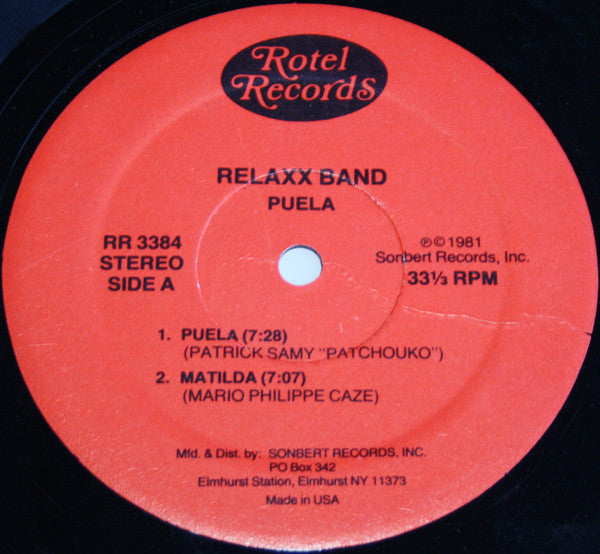 Rotel
Records
RELAXX BAND
PUELA
RR 3384
STEREO
SIDE A
℗©1981
Sonbert Records, Inc.
33⅓ RPM
1. PUELA (7:28)
(PATRICK SAMY "PATCHOUKO")
2. MATILDA (7:07)
(MARIO PHILIPPE CAZE)
Mfd. & Dist. by: SONBERT RECORDS, INC.
PO Box 342
Elmhurst Station, Elmhurst NY 11373
Made in USA